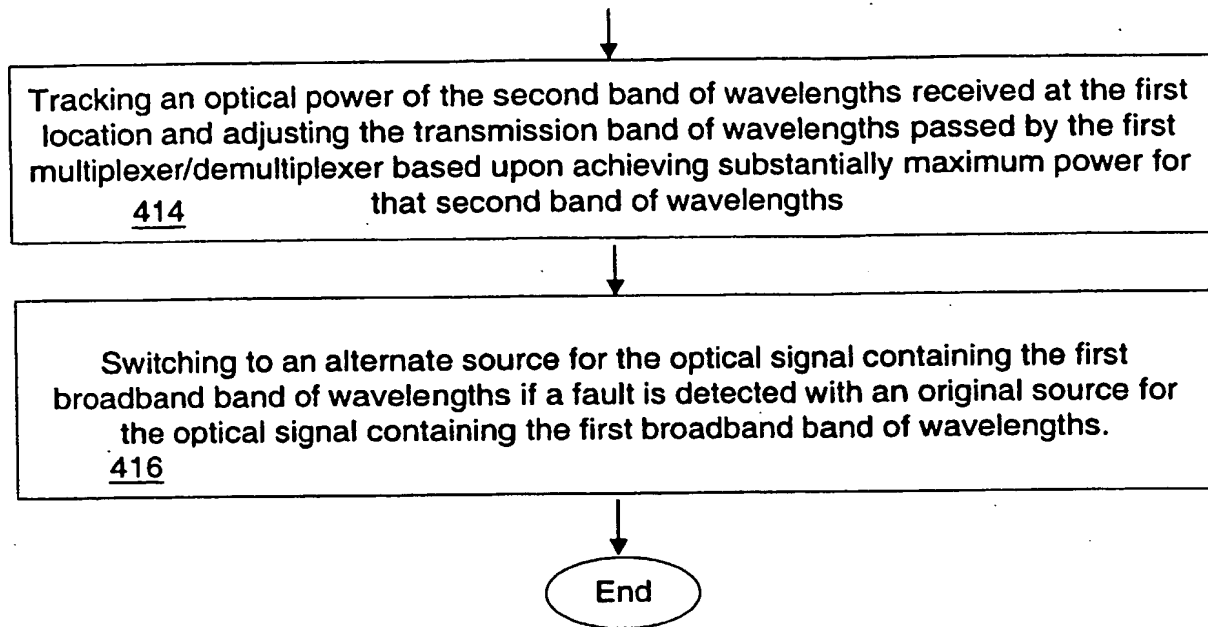 Tracking an optical power of the second band of wavelengths received at the first
location and adjusting the transmission band of wavelengths passed by the first
multiplexer/demultiplexer based upon achieving substantially maximum power for
414 that second band of wavelengths
Switching to an alternate source for the optical signal containing the first
broadband band of wavelengths if a fault is detected with an original source for
the optical signal containing the first broadband band of wavelengths.
416
End